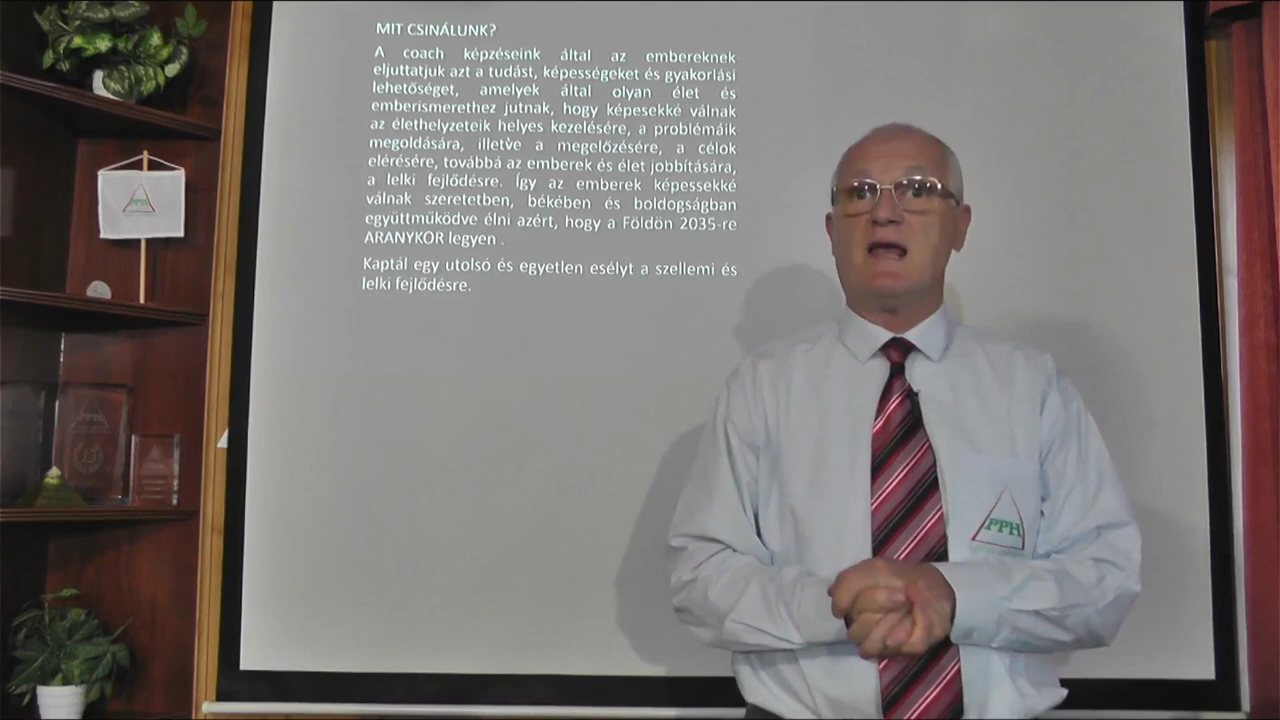 MIT CSINÁLUNK?
A coach képzéseink által az embereknek
eljuttatjuk azt a tudást, képességeket és gyakorlási
lehetőséget, amelyek által olyan élet és
emberismerethez jutnak, hogy képesekké válnak
az élethelyzeteik helyes kezelésére, a problémáik
megoldására, illetve a megelőzésére, a célok
elérésére, továbbá az emberek és élet jobbítására,
a lelki fejlődésre. Így az emberek képessekké
válnak szeretetben, békében és boldogságban
együttműködve élni azért, hogy a Földön 2035-re
ARANYKOR legyen .
Kaptál egy utolsó és egyetlen esélyt a szellemi és
lelki fejlődésre.
PPH
PPH
13